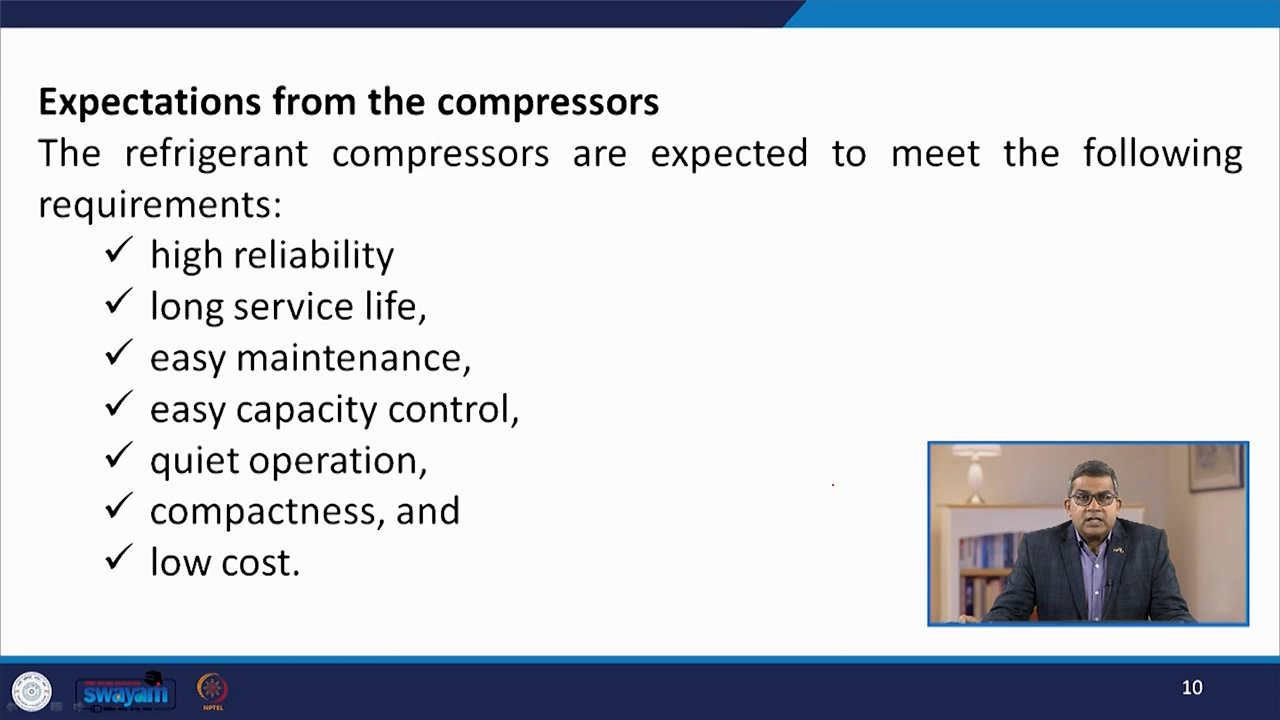 Expectations from the compressors
The refrigerant compressors are expected to meet the following
requirements:
✓ high reliability
✓ long service life,
✓ easy maintenance,
✓ easy capacity control,
✓ quiet operation,
✓ compactness, and
✓ low cost.
swayam
NPTEL
10